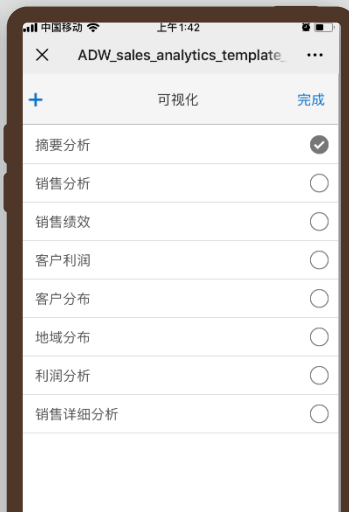 中国移动 上午1:42
ADW_sales_analytics_template_
+ 可视化 完成
摘要分析
销售分析
销售绩效
客户利润
客户分布
地域分布
利润分析
销售详细分析